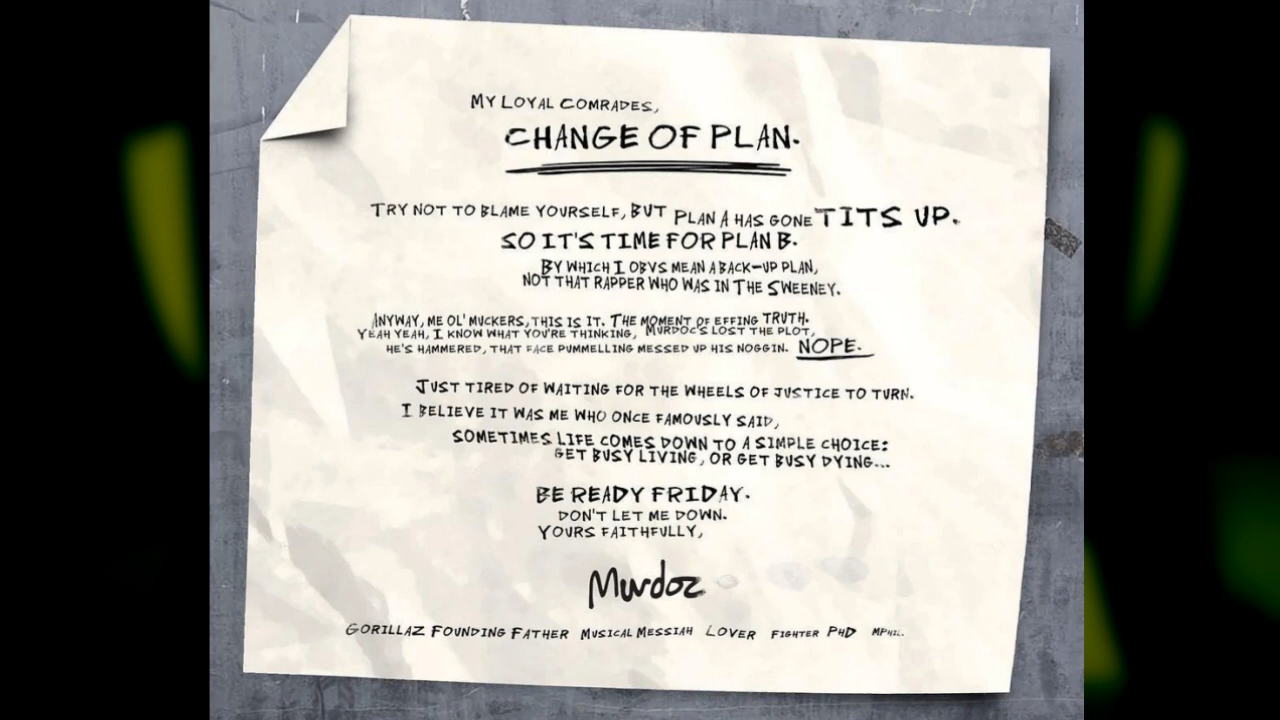 MY LOYAL COMRADES,
CHANGE OF PLAN.
TRY NOT TO BLAME YOURSELF, BUT PLAN A HAS GONE TITS UP.
SO IT'S TIME FOR PLAN B.
BY WHICH I OBVS MEAN A BACK-UP PLAN,
NOT THAT RAPPER WHO WAS IN THE SWEENEY.
ANYWAY, ME OL' MUCKERS, THIS IS IT. THE MOMENT OF EFFING TRUTH.
YEAH YEAH, I KNOW WHAT YOU'RE THINKING, MURDOC'S LOST THE PLOT,
HE'S HAMMERED, THAT FACE PUMMELLING MESSED UP HIS NOGGIN. NOPE.
JUST TIRED OF WAITING FOR THE WHEELS OF JUSTICE TO TURN.
I BELIEVE IT WAS ME WHO ONCE FAMOUSLY SAID,
SOMETIMES LIFE COMES DOWN TO A SIMPLE CHOICE:
GET BUSY LIVING, OR GET BUSY DYING...
BE READY FRIDAY.
DON'T LET ME DOWN.
YOURS FAITHFULLY,
Murdoc
GORILLAZ FOUNDING FATHER MUSICAL MESSIAH LOVER FIGHTER PHD MPHIL.